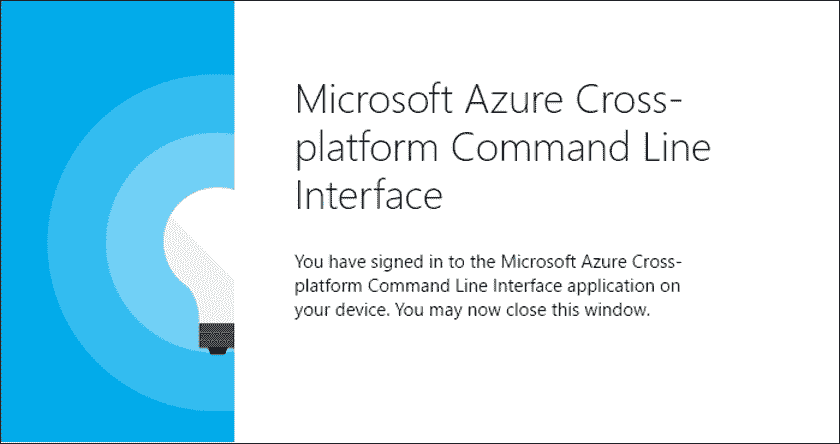 Microsoft Azure Cross-
platform Command Line
Interface
You have signed in to the Microsoft Azure Cross-
platform Command Line Interface application on
your device. You may now close this window.